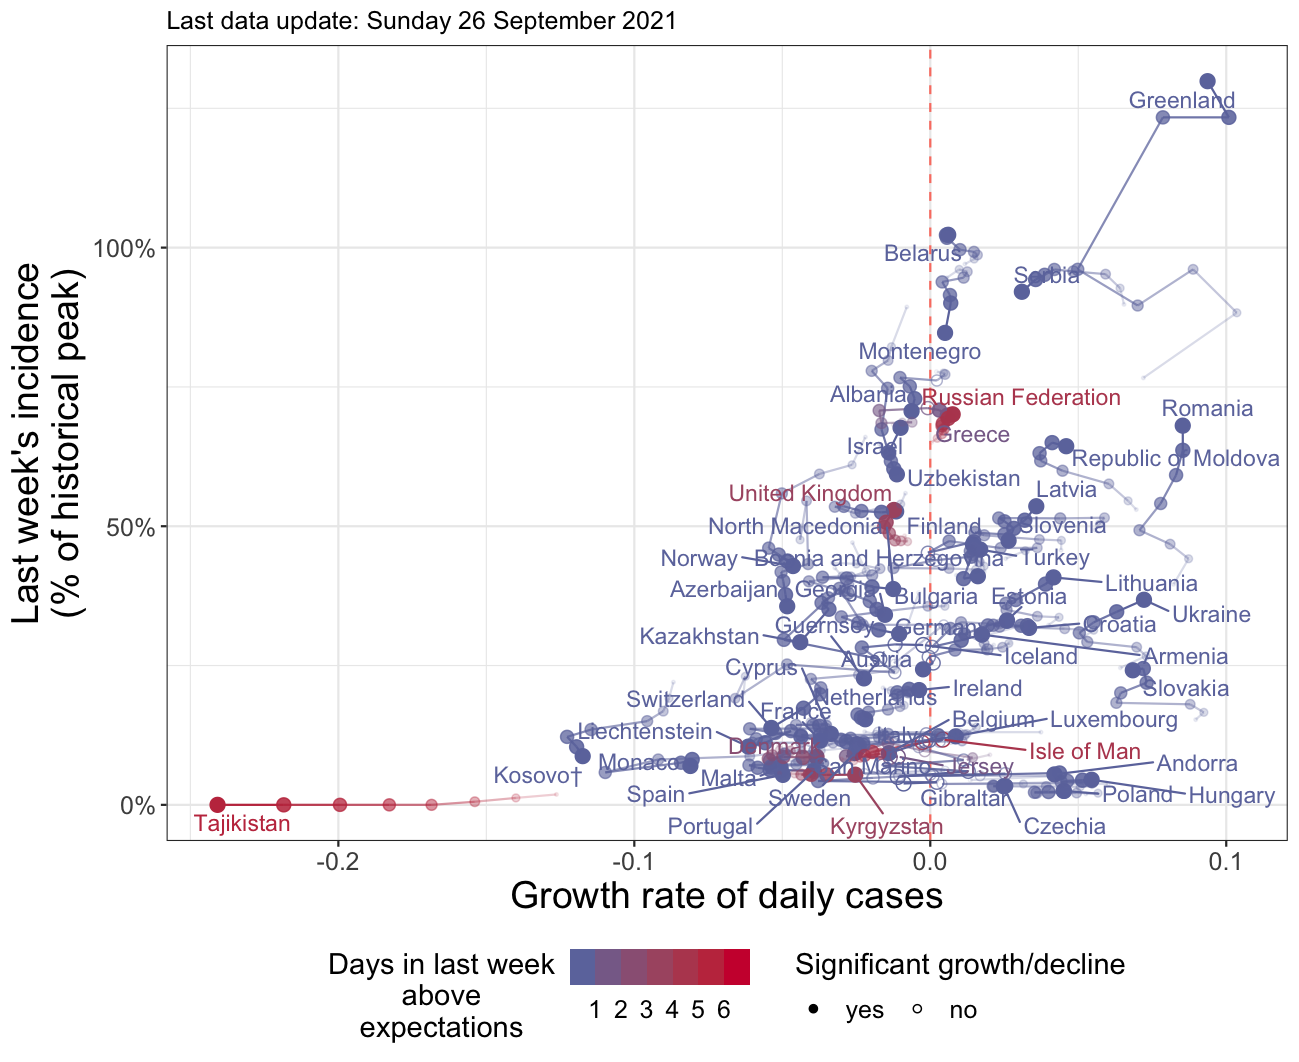 Last data update: Sunday 26 September 2021
Last week's incidence
(% of historical peak)
100%
50%
0%
Greenland
Belarus
Serbia
Montenegro
Albania
Russian Federation
Romania
Greece
Israel
Republic of Moldova
Uzbekistan
Latvia
United Kingdom
North Macedonia
Finland
Slovenia
Norway
Bosnia and Herzegovina
Turkey
Azerbaijan
Georgia
Bulgaria
Estonia
Lithuania
Ukraine
Kazakhstan
Guernsey
Germany
Croatia
Cyprus
Austria
Iceland
Armenia
Switzerland
Netherlands
Ireland
Slovakia
France
Liechtenstein
Italy
Belgium
Luxembourg
Denmark
Isle of Man
Kosovo†
Monaco
San Marino
Jersey
Andorra
Malta
Spain
Sweden
Gibraltar
Poland
Hungary
Tajikistan
Portugal
Kyrgyzstan
Czechia
-0.2
-0.1
0.0
0.1
Growth rate of daily cases
Days in last week
above
expectations
1 2 3 4 5 6
Significant growth/decline
yes
no